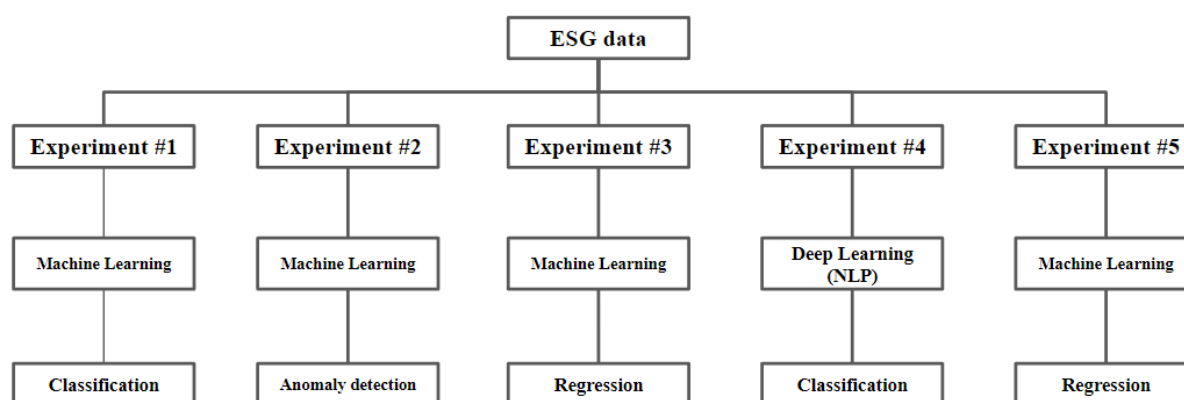 ESG data
Experiment #1
Experiment #2
Experiment #3
Experiment #4
Experiment #5
Machine Learning
Machine Learning
Machine Learning
Deep Learning
(NLP)
Machine Learning
Classification
Anomaly detection
Regression
Classification
Regression